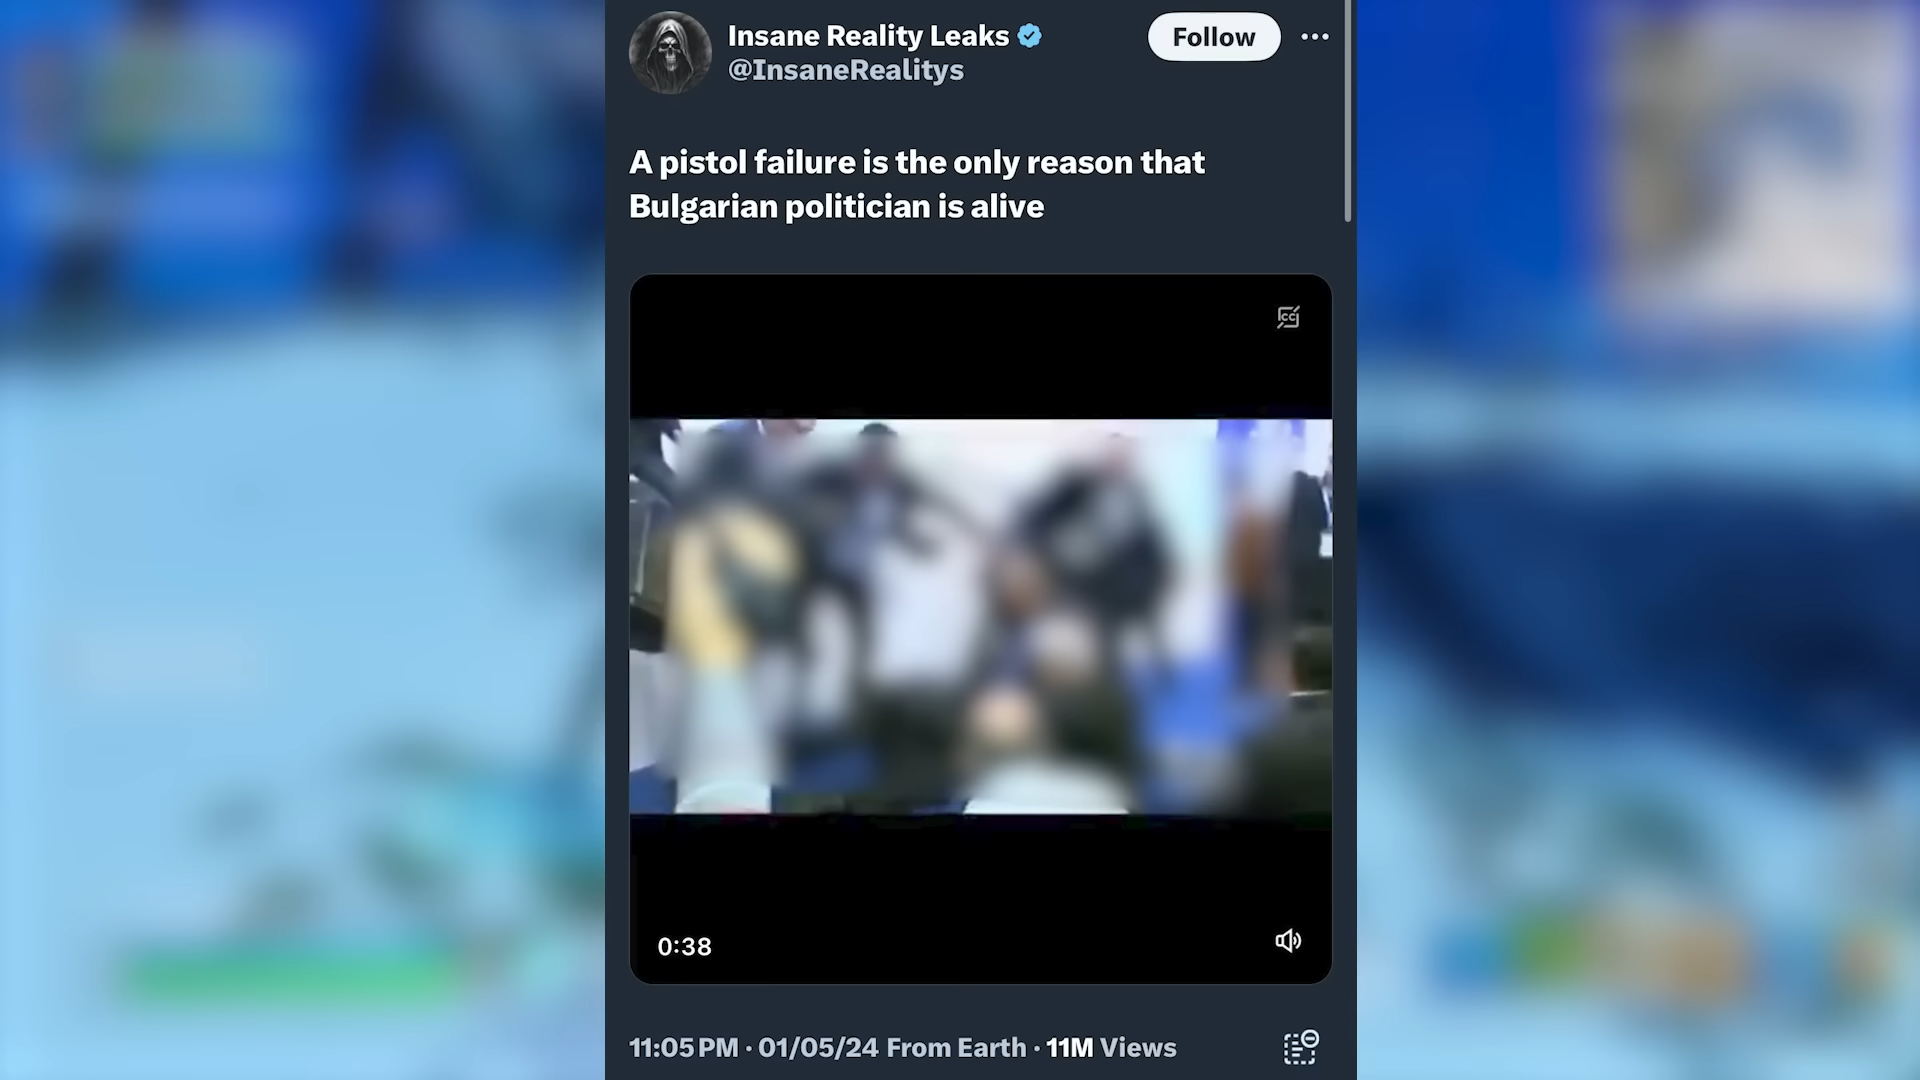 Insane Reality Leaks
Follow
@InsaneRealitys
A pistol failure is the only reason that
Bulgarian politician is alive
CC
0:38
11:05 PM · 01/05/24 From Earth · 11M Views